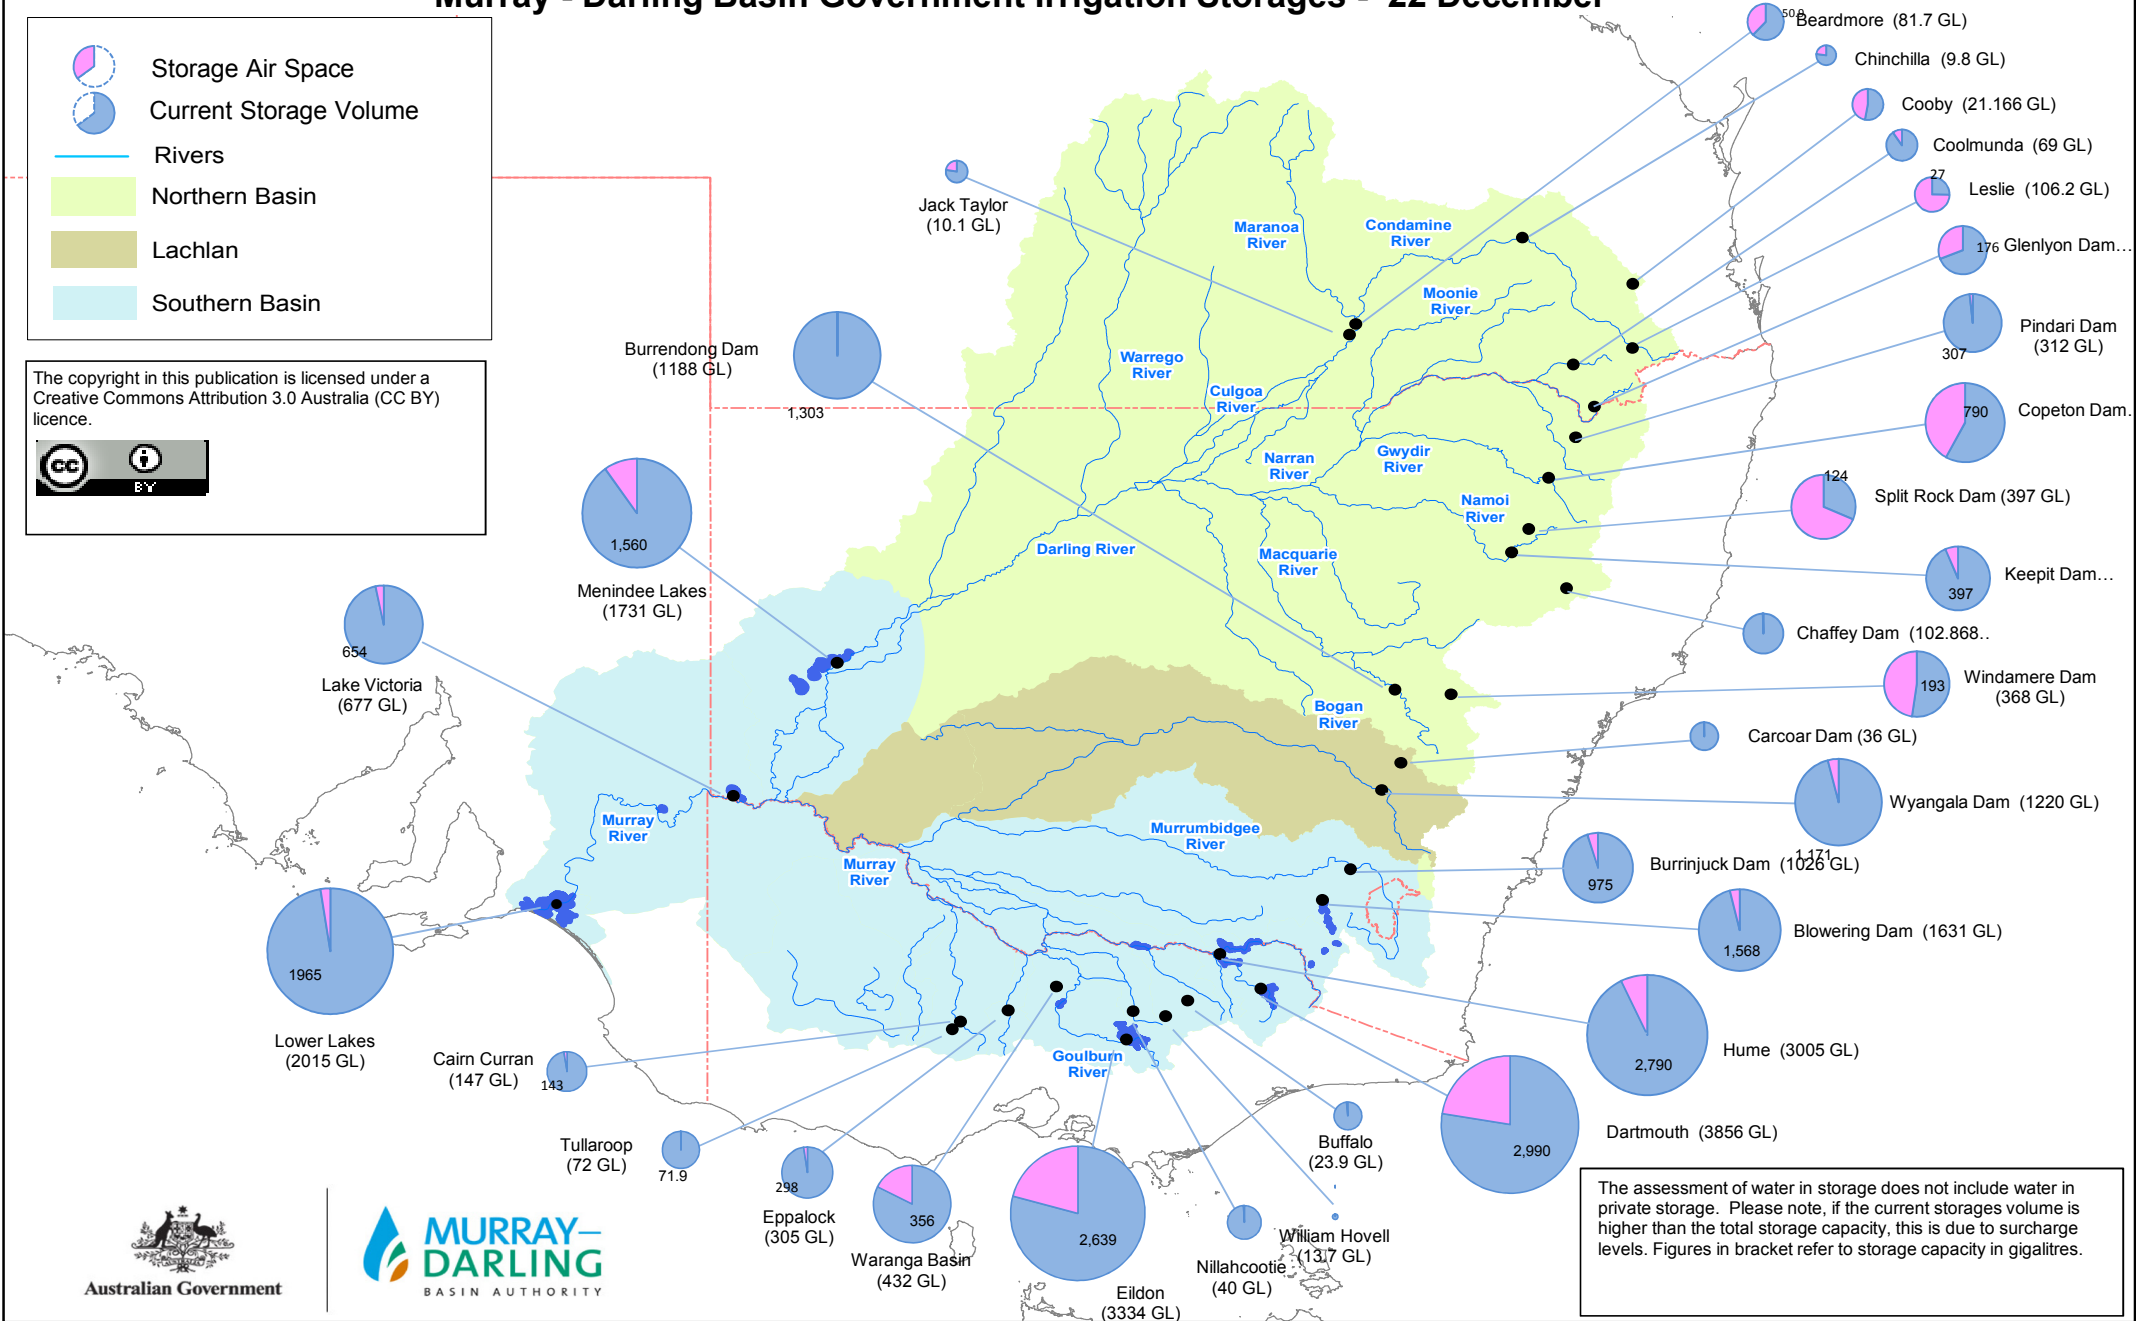 Murray - Darling Basin Government Irrigation Storages - 22 December
Storage Air Space
Current Storage Volume
Rivers
Northern Basin
Lachlan
Southern Basin
The copyright in this publication is licensed under a
Creative Commons Attribution 3.0 Australia (CC BY)
licence.
cc
BY
50.9
Beardmore (81.7 GL)
Chinchilla (9.8 GL)
Cooby (21.166 GL)
Coolmunda (69 GL)
27
Leslie (106.2 GL)
176 Glenlyon Dam...
Pindari Dam
(312 GL)
307
790
Copeton Dam.
124
Split Rock Dam (397 GL)
Keepit Dam...
397
Chaffey Dam (102.868..
193
Windamere Dam
(368 GL)
Carcoar Dam (36 GL)
Wyangala Dam (1220 GL)
1,171
Burrinjuck Dam (1026 GL)
975
Blowering Dam (1631 GL)
1,568
Hume (3005 GL)
2,790
Dartmouth (3856 GL)
2,990
Jack Taylor
(10.1 GL)
Burrendong Dam
(1188 GL)
1,303
1,560
Menindee Lakes
(1731 GL)
654
Lake Victoria
(677 GL)
1965
Lower Lakes
(2015 GL)
Cairn Curran
(147 GL)
143
Tullaroop
(72 GL)
71.9
298
Eppalock
(305 GL)
356
Waranga Basin
(432 GL)
2,639
Eildon
(3334 GL)
Nillahcootie
(40 GL)
William Hovell
(13.7 GL)
Buffalo
(23.9 GL)
Maranoa
River
Condamine
River
Moonie
River
Warrego
River
Culgoa
River
Narran
River
Gwydir
River
Namoi
River
Darling River
Macquarie
River
Bogan
River
Murray
River
Murray
River
Murrumbidgee
River
Goulburn
River
Australian Government
MURRAY–
DARLING
BASIN AUTHORITY
The assessment of water in storage does not include water in
private storage. Please note, if the current storages volume is
higher than the total storage capacity, this is due to surcharge
levels. Figures in bracket refer to storage capacity in gigalitres.